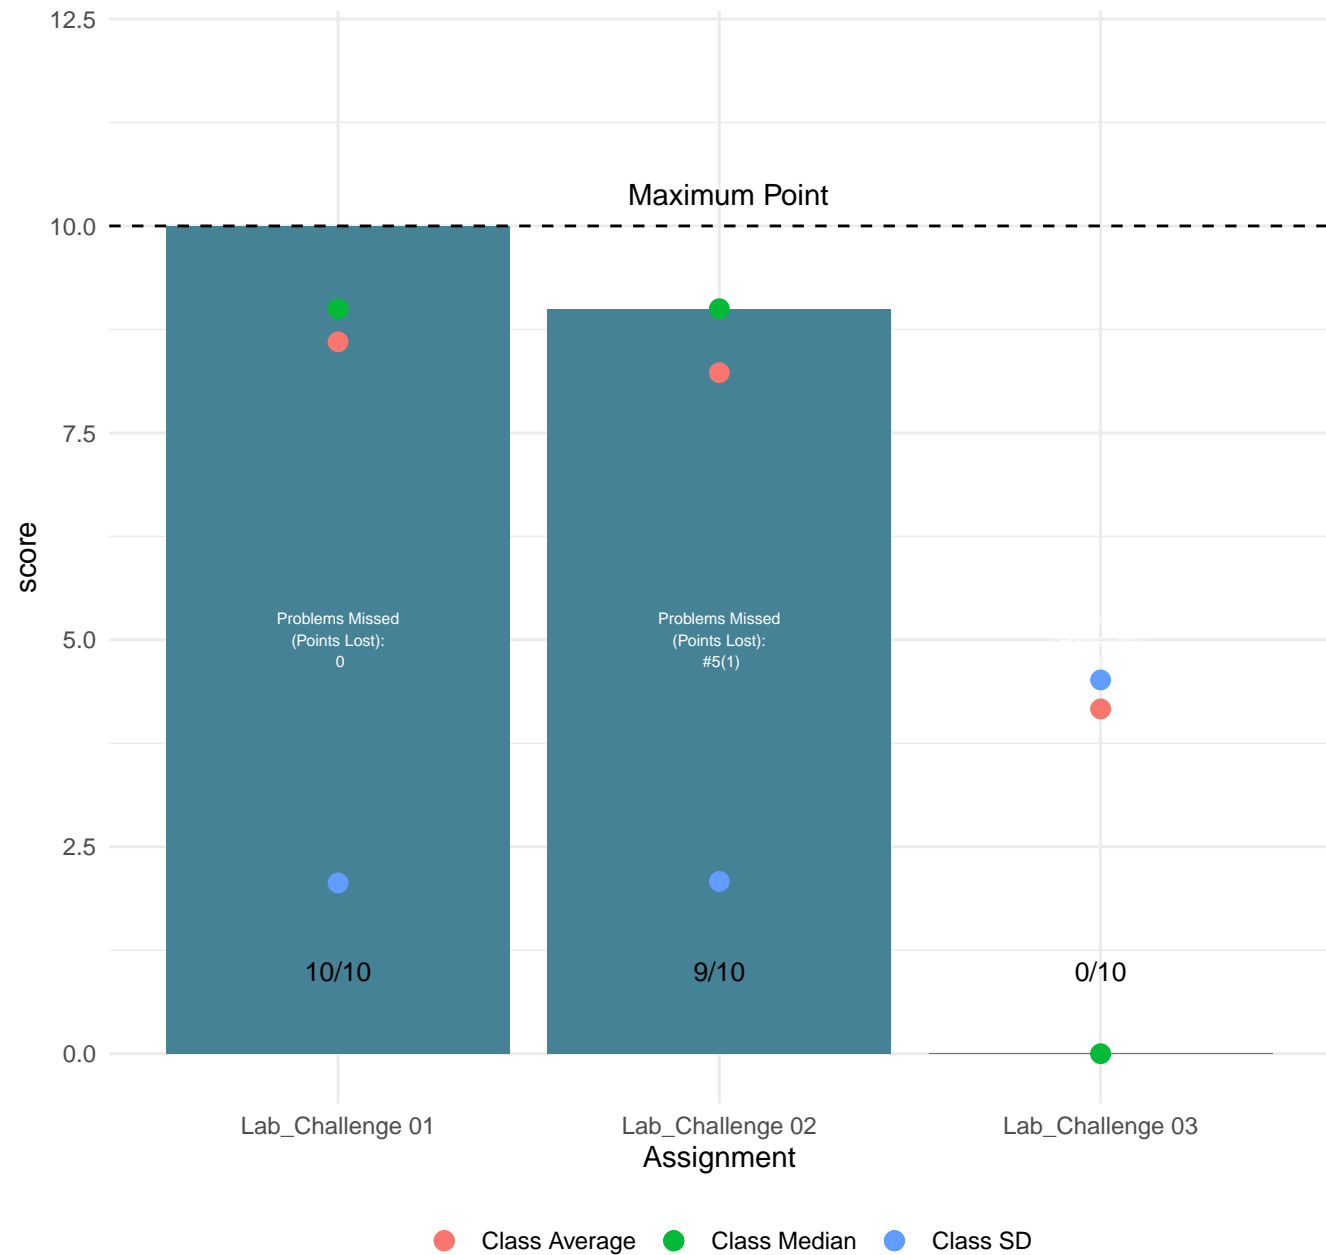 12.5
Maximum Point
10.0
7.5
score
Problems Missed
(Points Lost):
0
Problems Missed
(Points Lost):
#5(1)
5.0
2.5
10/10
9/10
0/10
0.0
Lab_Challenge 01
Lab_Challenge 02
Lab_Challenge 03
Assignment
Class Average
Class Median
Class SD